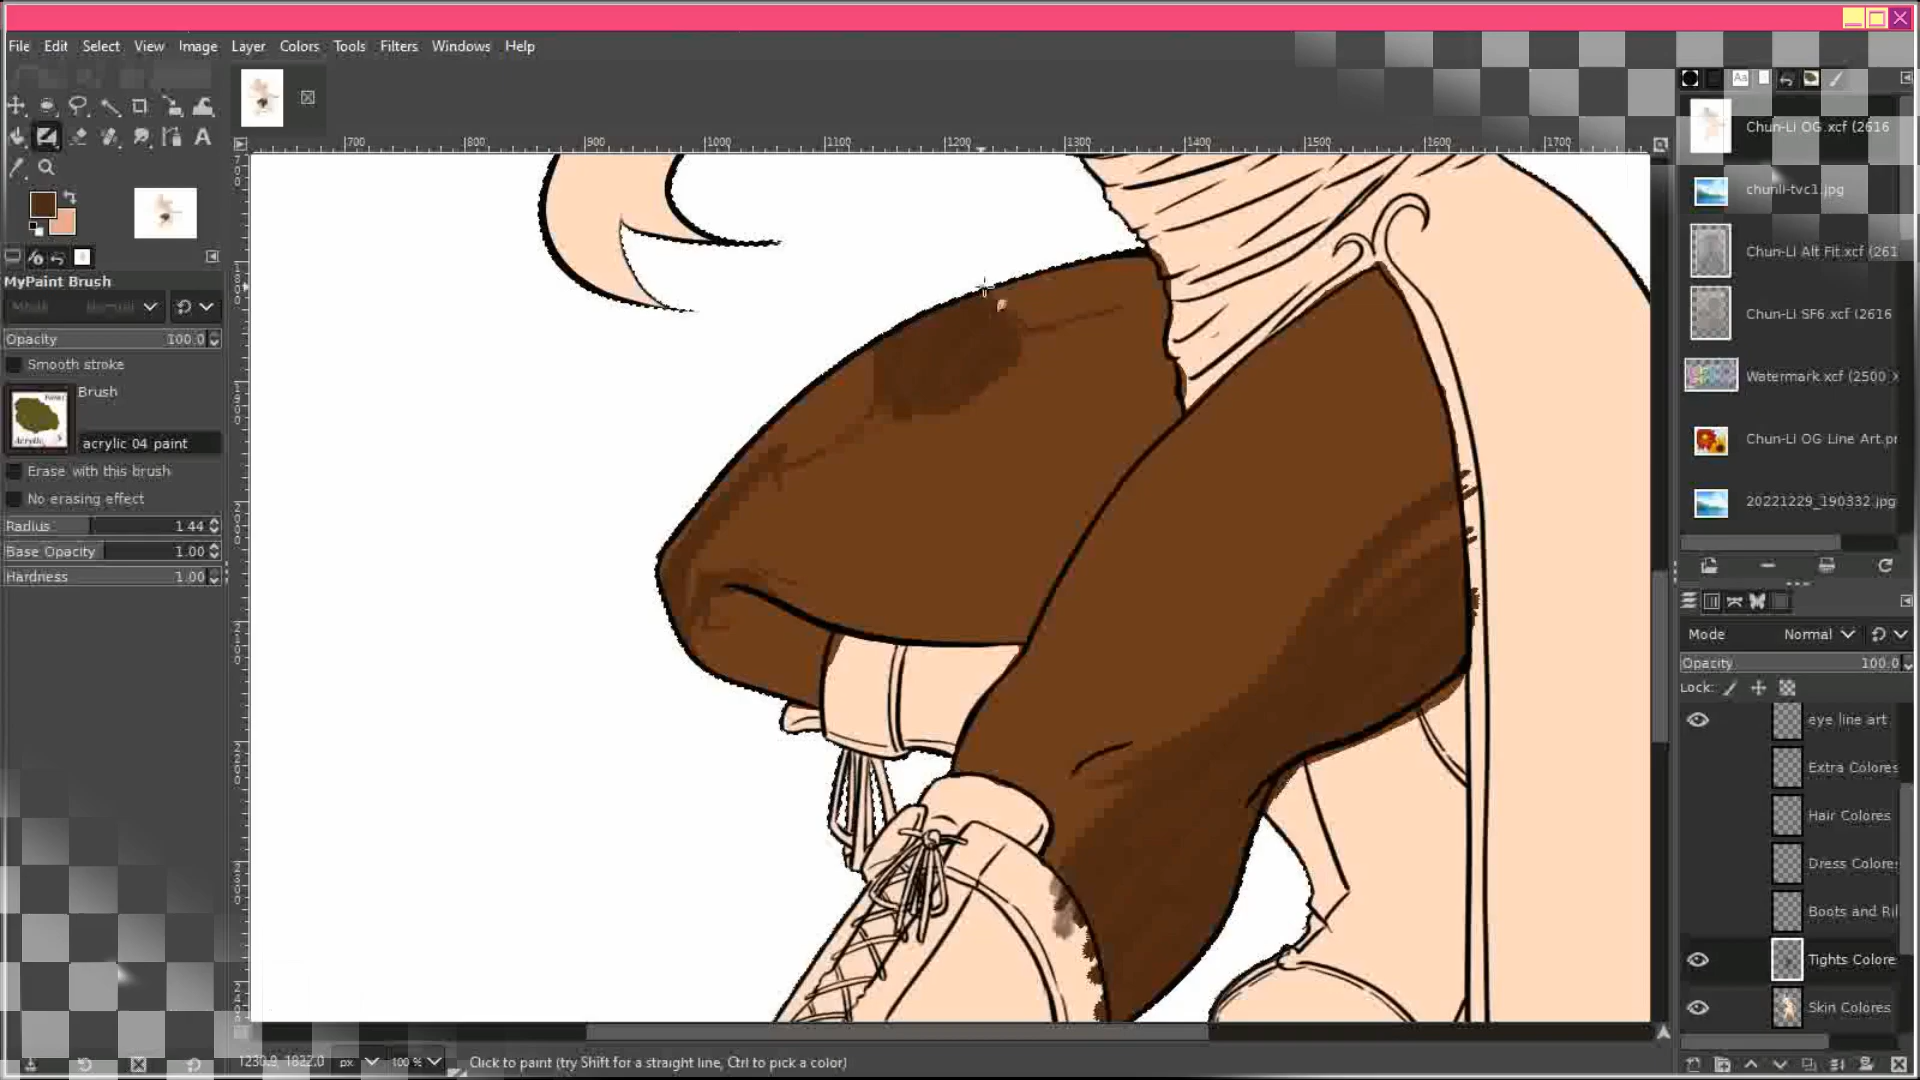 File Edit Select View Image Layer Colors Tools Filters Windows Help
700 800 900 1000 1100 1200 1300 1400 1500 1600 1700
Chun-Li OG.xcf (2616
chunli-tvc1.jpg
Chun-Li Alt Fit.xcf (261
Chun-Li SF6.xcf (2616
Watermark.xcf (2500 X
Chun-Li OG Line Art.pr
20221229_190332.jpg
MyPaint Brush
Mode Normal
Opacity 100.0
Smooth stroke
Brush
acrylic 04 paint
Erase with this brush
No erasing effect
Radius 1.44
Base Opacity 1.00
Hardness 1.00
Mode Normal
Opacity 100.0
Lock:
eye line art
Extra Colores
Hair Colores
Dress Colores
Boots and Ri
Tights Colore
Skin Colores
px 100 % Click to paint (try Shift for a straight line, Ctrl to pick a color)